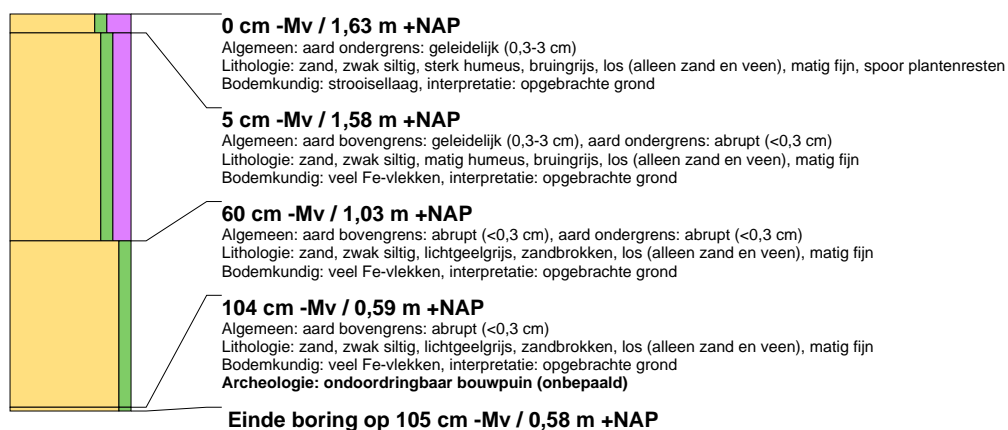 0 cm -Mv / 1,63 m +NAP
Algemeen: aard ondergrens: geleidelijk (0,3-3 cm)
Lithologie: zand, zwak siltig, sterk humeus, bruingrijs, los (alleen zand en veen), matig fijn, spoor plantenresten
Bodemkundig: strooisellaag, interpretatie: opgebrachte grond
5 cm -Mv / 1,58 m +NAP
Algemeen: aard bovengrens: geleidelijk (0,3-3 cm), aard ondergrens: abrupt (<0,3 cm)
Lithologie: zand, zwak siltig, matig humeus, bruingrijs, los (alleen zand en veen), matig fijn
Bodemkundig: veel Fe-vlekken, interpretatie: opgebrachte grond
60 cm -Mv / 1,03 m +NAP
Algemeen: aard bovengrens: abrupt (<0,3 cm), aard ondergrens: abrupt (<0,3 cm)
Lithologie: zand, zwak siltig, lichtgeelgrijs, zandbrokken, los (alleen zand en veen), matig fijn
Bodemkundig: veel Fe-vlekken, interpretatie: opgebrachte grond
104 cm -Mv / 0,59 m +NAP
Algemeen: aard bovengrens: abrupt (<0,3 cm)
Lithologie: zand, zwak siltig, lichtgeelgrijs, zandbrokken, los (alleen zand en veen), matig fijn
Bodemkundig: veel Fe-vlekken, interpretatie: opgebrachte grond
Archeologie: ondoordringbaar bouwpuin (onbepaald)
Einde boring op 105 cm -Mv / 0,58 m +NAP